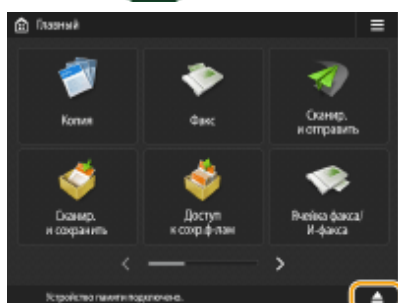 Главный
Копия
Факс
Сканир.
и отправить
Сканир.
и сохранить
Доступ
к сохр.ф-лам
Ячейка факса/
И-факса
Устройство памяти подключено.